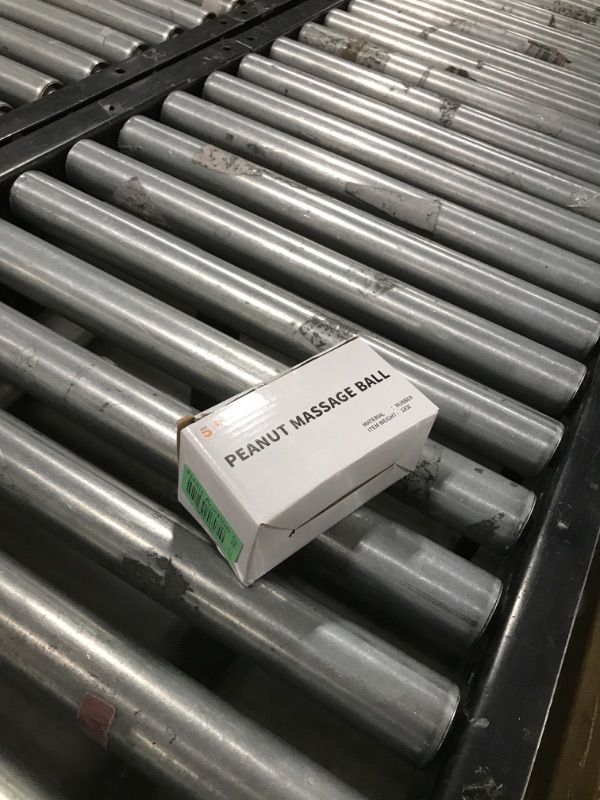 5
PEANUT MASSAGE BALL
MATERIAL : RUBBER
ITEM WEIGHT : 12OZ